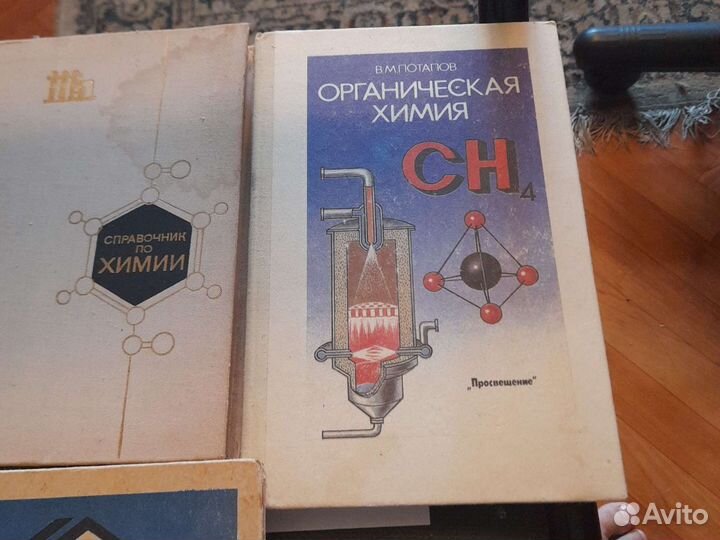 СПРАВОЧНИК
ПО
ХИМИИ
В.М.ПОТАПОВ
ОРГАНИЧЕСКАЯ
ХИМИЯ
CH4
„Просвещение"
Avito